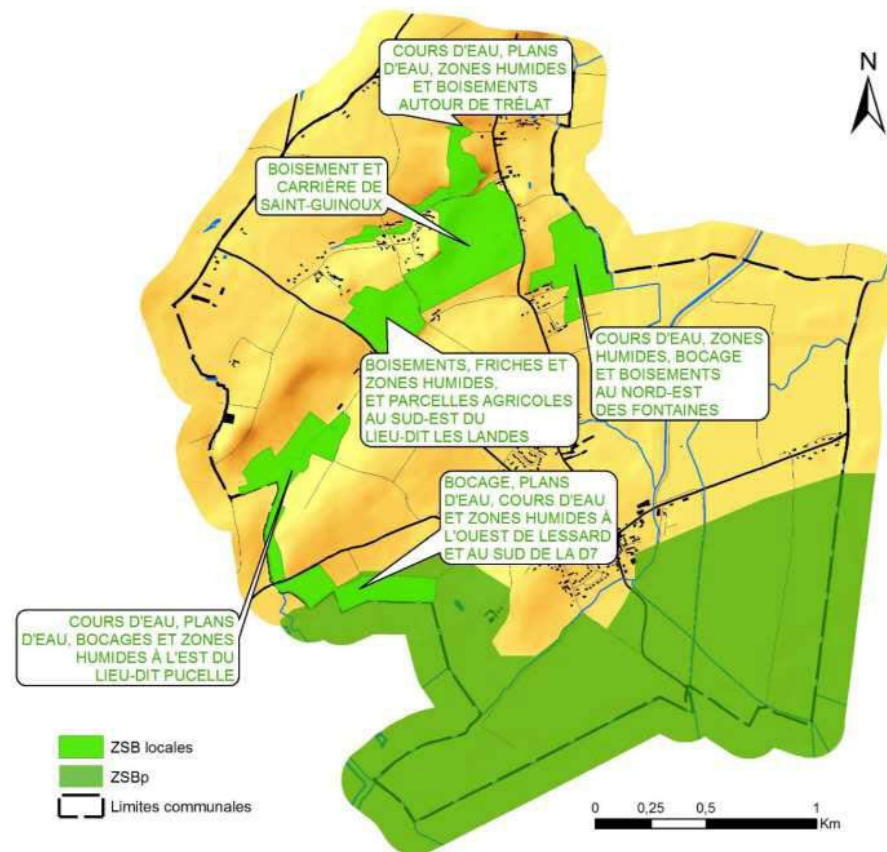 COURS D'EAU, PLANS
D'EAU, ZONES HUMIDES
ET BOISEMENTS
AUTOUR DE TRÉLAT
N
BOISEMENT ET
CARRIÈRE DE
SAINT-GUINOUX
BOISEMENTS, FRICHES ET
ZONES HUMIDES,
ET PARCELLES AGRICOLES
AU SUD-EST DU
LIEU-DIT LES LANDES
COURS D'EAU, ZONES
HUMIDES, BOCAGE
ET BOISEMENTS
AU NORD-EST
DES FONTAINES
BOCAGE, PLANS
D'EAU, COURS D'EAU
ET ZONES HUMIDES À
L'OUEST DE LESSARD
ET AU SUD DE LA D7
COURS D'EAU, PLANS
D'EAU, BOCAGES ET ZONES
HUMIDES À L'EST DU
LIEU-DIT PUCELLE
ZSB locales
ZSBp
Limites communales
0 0,25 0,5 1
Km